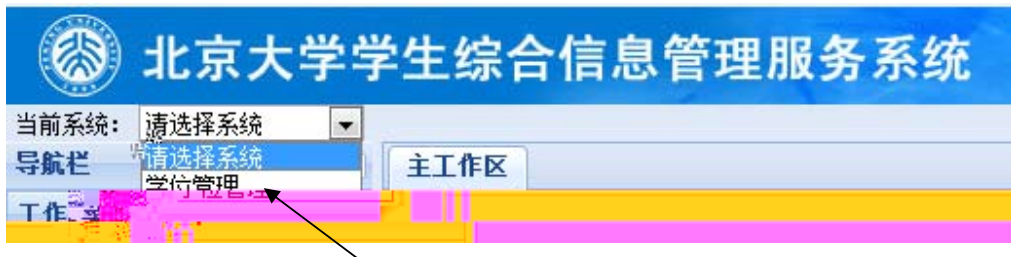 北京大学学生综合信息管理服务系统
当前系统: 请选择系统
导航栏 请选择系统 主工作区
学位管理
工作